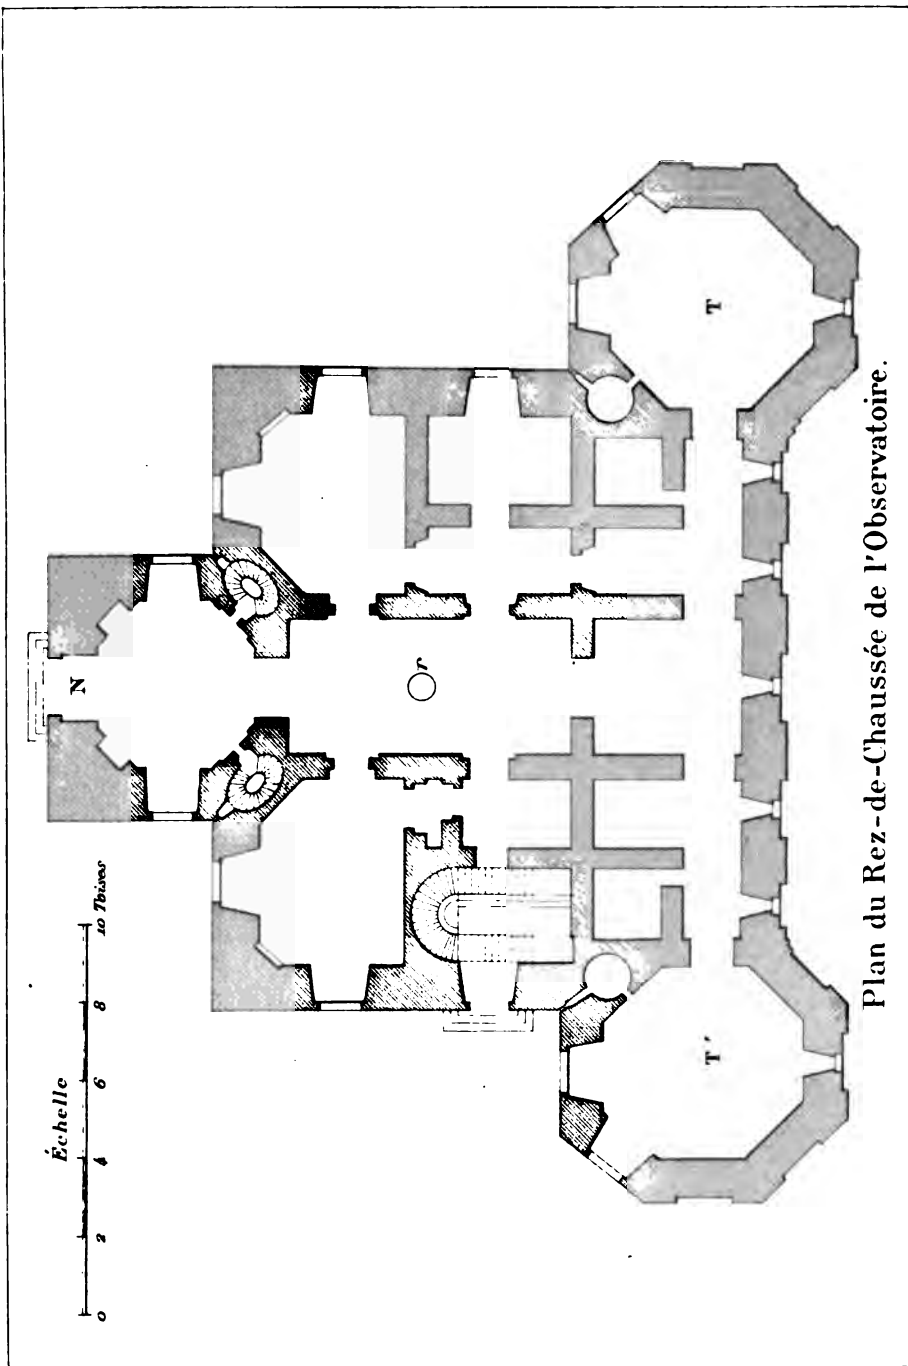 Échelle
0 2 4 6 8 10 Toises
N
r
T'
T
Plan du Rez-de-Chaussée de l'Observatoire.